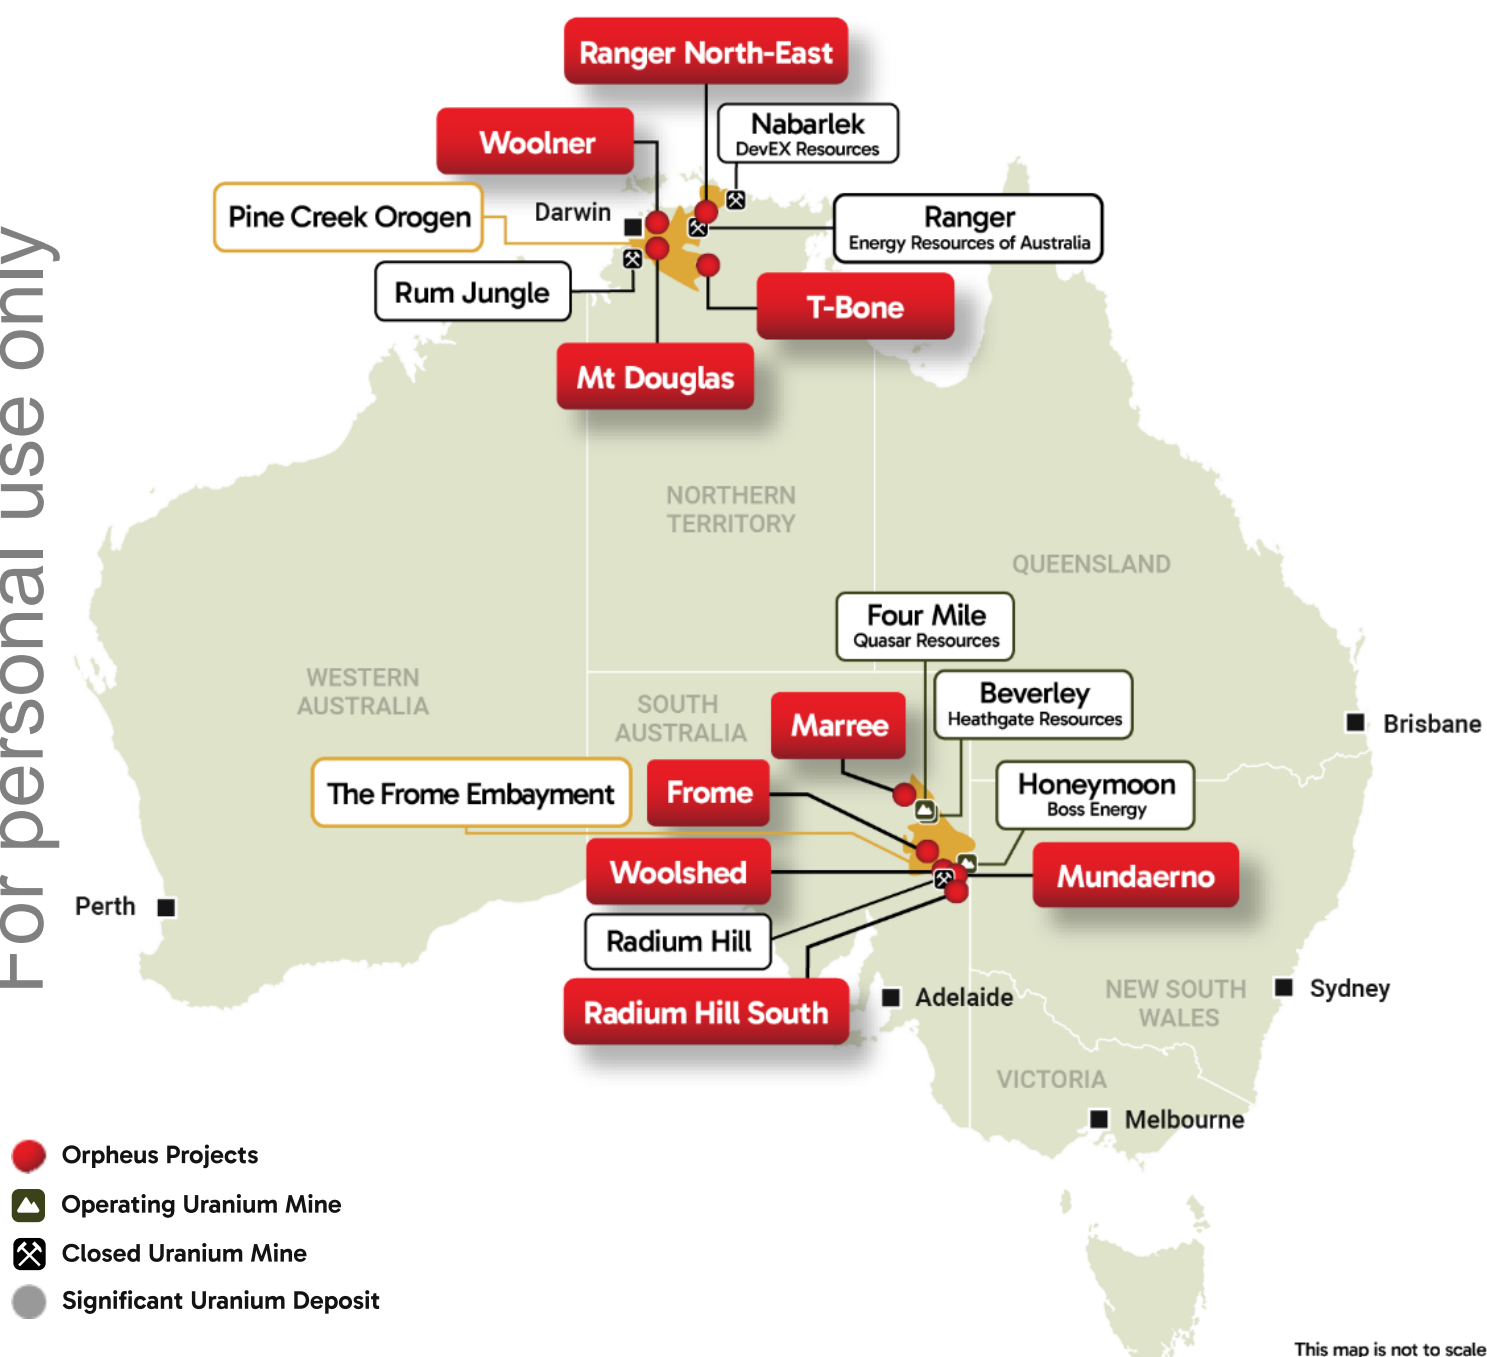 For personal use only
Ranger North-East
Nabarlek
DevEX Resources
Woolner
Pine Creek Orogen
Darwin
Ranger
Energy Resources of Australia
Rum Jungle
T-Bone
Mt Douglas
NORTHERN
TERRITORY
QUEENSLAND
Four Mile
Quasar Resources
WESTERN
AUSTRALIA
SOUTH
AUSTRALIA
Marree
Beverley
Heathgate Resources
Brisbane
The Frome Embayment
Frome
Honeymoon
Boss Energy
Woolshed
Mundaerno
Perth
Radium Hill
Radium Hill South
Adelaide
NEW SOUTH
WALES
Sydney
VICTORIA
Melbourne
Orpheus Projects
Operating Uranium Mine
Closed Uranium Mine
Significant Uranium Deposit
This map is not to scale